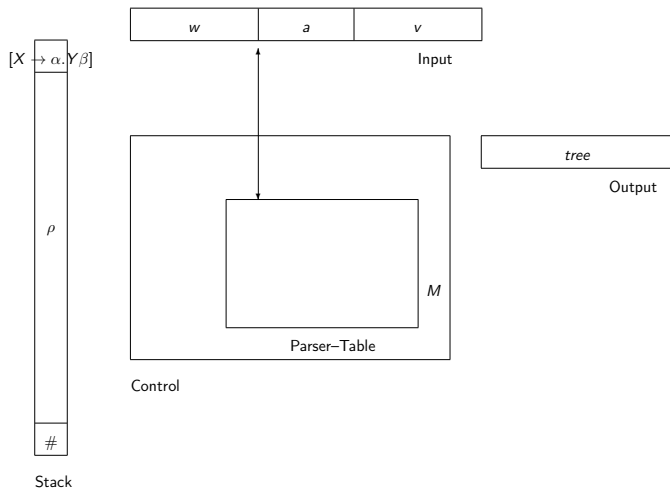 w a v
[X → α.Yβ]
Input
tree
Output
ρ
M
Parser–Table
Control
#
Stack